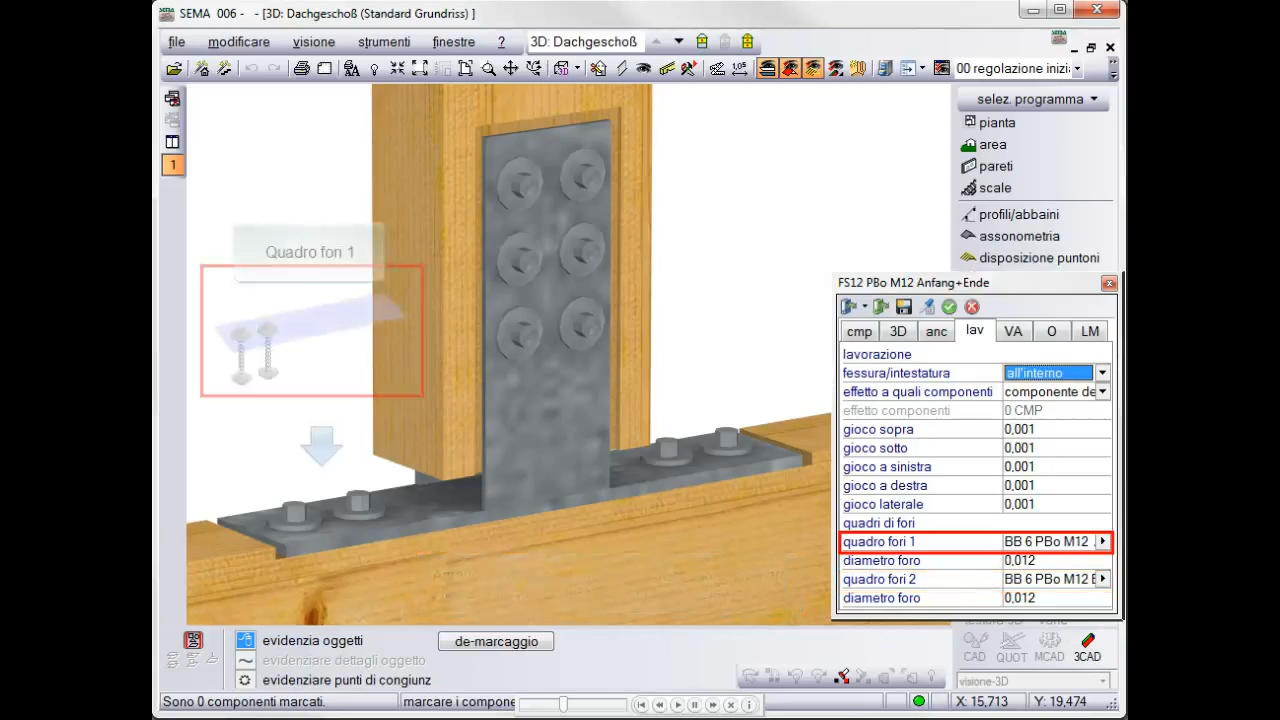 SEMA 006 - - [3D: Dachgeschoß (Standard Grundriss) ]
file modificare visione strumenti finestre ? 3D: Dachgeschoß
1,05 00 regolazione inizi:
1
selez. programma
pianta
area
pareti
scale
profili/abbaini
assonometria
disposizione puntoni
Quadro fori 1
FS12 PBo M12 Anfang+Ende
cmp 3D anc lav VA O LM
lavorazione
fessura/intestatura all'interno
effetto a quali componenti componente de
effetto componenti 0 CMP
gioco sopra 0,001
gioco sotto 0,001
gioco a sinistra 0,001
gioco a destra 0,001
gioco laterale 0,001
quadri di fori
quadro fori 1 BB 6 PBo M12 .
diametro foro 0,012
quadro fori 2 BB 6 PBo M12 E
diametro foro 0,012
evidenzia oggetti de-marcaggio
evidenziare dettagli oggetto
evidenziare punti di congiunz
CAD QUOT MCAD 3CAD
visione-3D
Sono 0 componenti marcati. marcare i compone X: 15,713 Y: 19,474